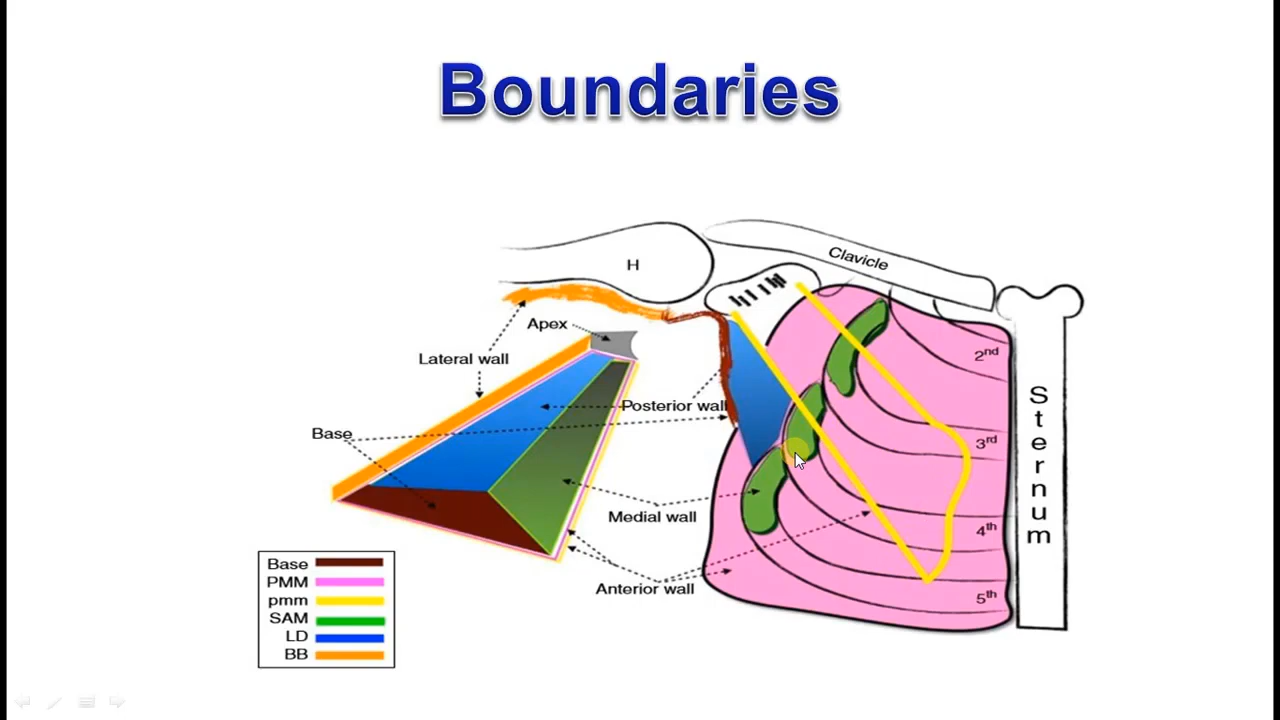 Boundaries
H
Clavicle
Apex
Lateral wall
2nd
Posterior wall
Base
3rd
Sternum
Medial wall
4th
Anterior wall
5th
Base
PMM
pmm
SAM
LD
BB